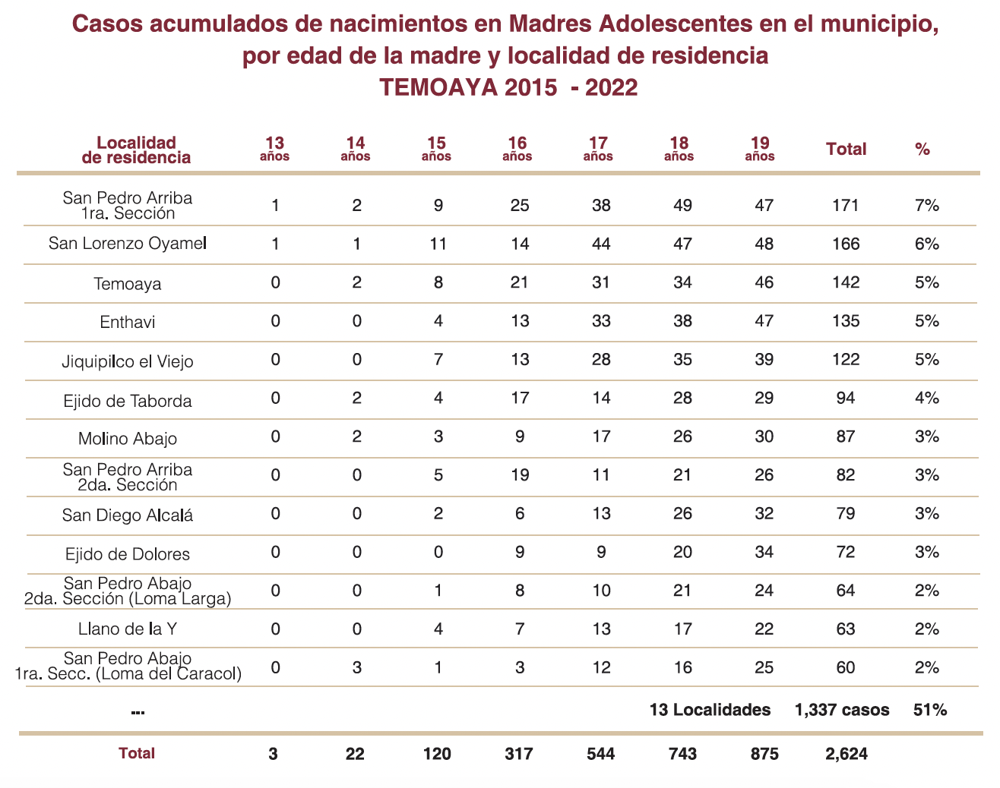 Casos acumulados de nacimientos en Madres Adolescentes en el municipio,
por edad de la madre y localidad de residencia
TEMOAYA 2015 - 2022
Localidad de residencia 13 años 14 años 15 años 16 años 17 años 18 años 19 años Total %
San Pedro Arriba 1ra. Sección 1 2 9 25 38 49 47 171 7%
San Lorenzo Oyamel 1 1 11 14 44 47 48 166 6%
Temoaya 0 2 8 21 31 34 46 142 5%
Enthavi 0 0 4 13 33 38 47 135 5%
Jiquipilco el Viejo 0 0 7 13 28 35 39 122 5%
Ejido de Taborda 0 2 4 17 14 28 29 94 4%
Molino Abajo 0 2 3 9 17 26 30 87 3%
San Pedro Arriba 2da. Sección 0 0 5 19 11 21 26 82 3%
San Diego Alcalá 0 0 2 6 13 26 32 79 3%
Ejido de Dolores 0 0 0 9 9 20 34 72 3%
San Pedro Abajo 2da. Sección (Loma Larga) 0 0 1 8 10 21 24 64 2%
Llano de la Y 0 0 4 7 13 17 22 63 2%
San Pedro Abajo 1ra. Secc. (Loma del Caracol) 0 3 1 3 12 16 25 60 2%
... 13 Localidades 1,337 casos 51%
Total 3 22 120 317 544 743 875 2,624